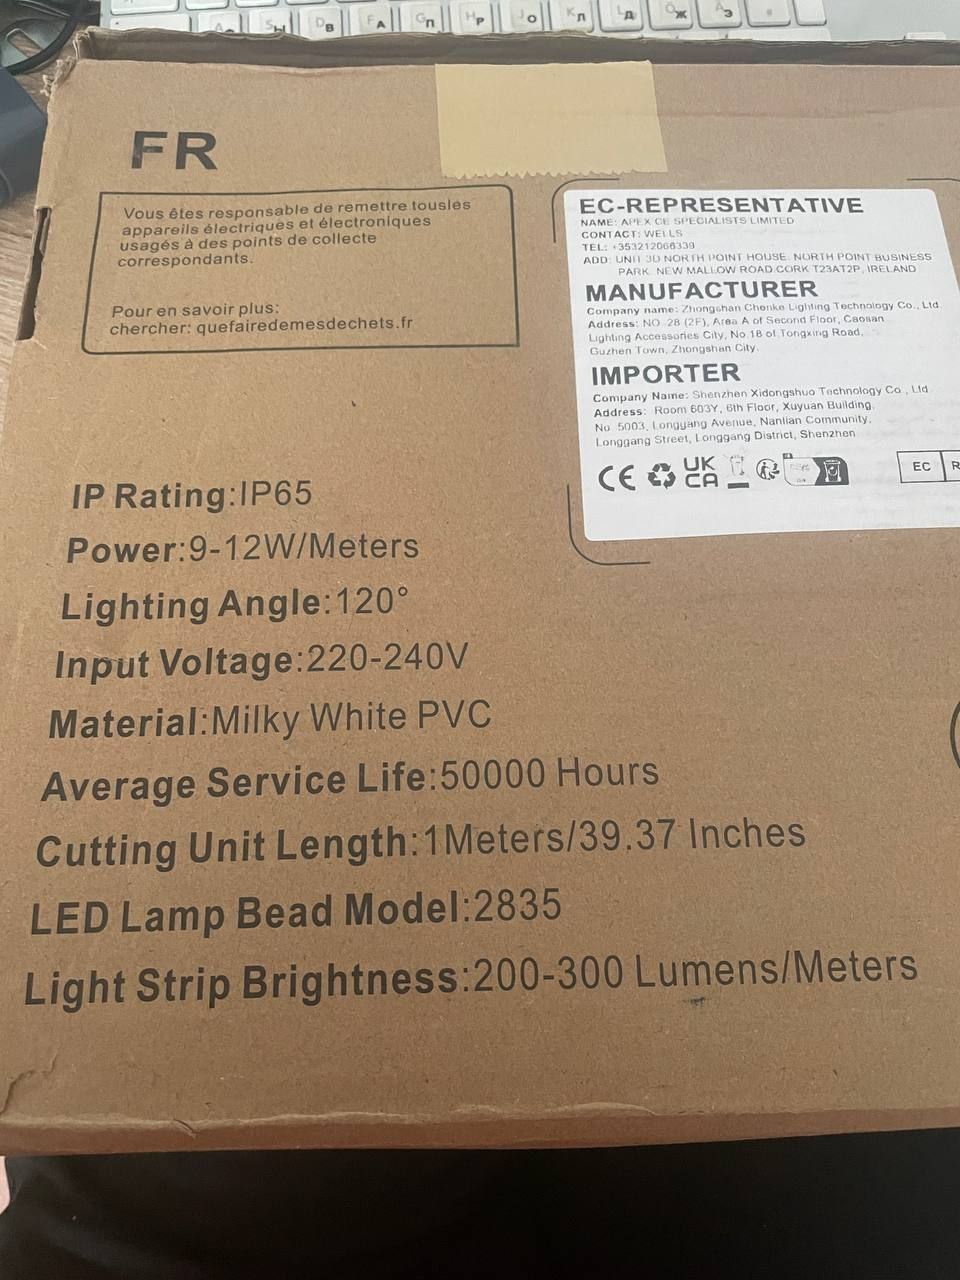 FR
Vous êtes responsable de remettre tousles
appareils électriques et électroniques
usagés à des points de collecte
correspondants.
Pour en savoir plus:
chercher: quefairedemesdechets.fr
EC-REPRESENTATIVE
NAME: APEX CE SPECIALISTS LIMITED
CONTACT: WELLS
TEL: +353212066339
ADD: UNIT 3D NORTH POINT HOUSE, NORTH POINT BUSINESS
PARK, NEW MALLOW ROAD CORK T23AT2P, IRELAND
MANUFACTURER
Company name: Zhongshan Chenke Lighting Technology Co., Ltd
Address: NO. 28 (2F), Area A of Second Floor, Caosan
Lighting Accessories City, No.18 of Tongxing Road,
Guzhen Town, Zhongshan City.
IMPORTER
Company Name: Shenzhen Xidongshuo Technology Co., Ltd
Address: Room 603Y, 6th Floor, Xuyuan Building,
No. 5003, Longgang Avenue, Nanlian Community,
Longgang Street, Longgang District, Shenzhen
CE UK
CA EC R
IP Rating:IP65
Power:9-12W/Meters
Lighting Angle:120°
Input Voltage:220-240V
Material:Milky White PVC
Average Service Life:50000 Hours
Cutting Unit Length:1Meters/39.37 Inches
LED Lamp Bead Model:2835
Light Strip Brightness:200-300 Lumens/Meters